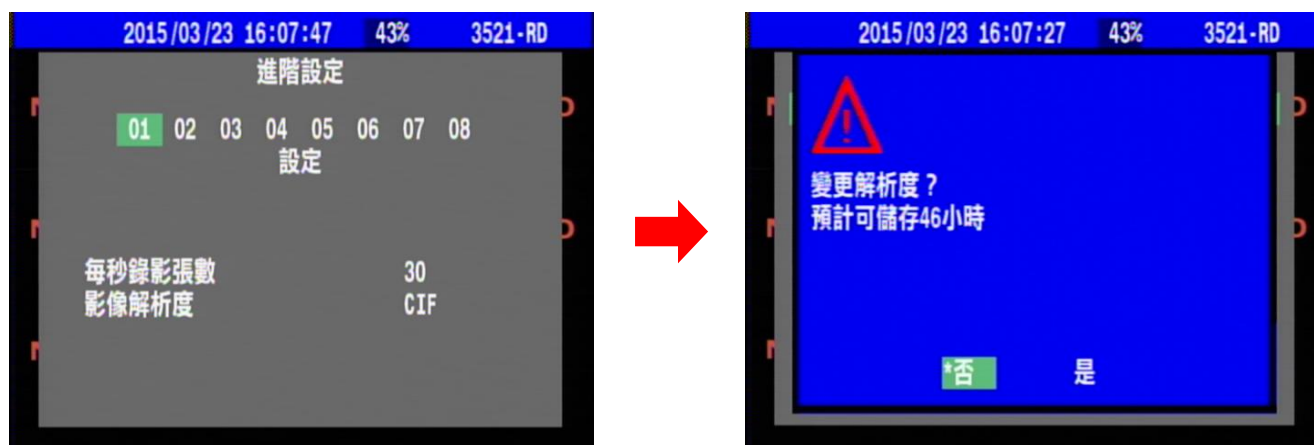 2015/03/23 16:07:47 43% 3521-RD
進階設定
01 02 03 04 05 06 07 08
設定
每秒錄影張數 30
影像解析度 CIF
2015/03/23 16:07:27 43% 3521-RD
變更解析度？
預計可儲存46小時
*否 是